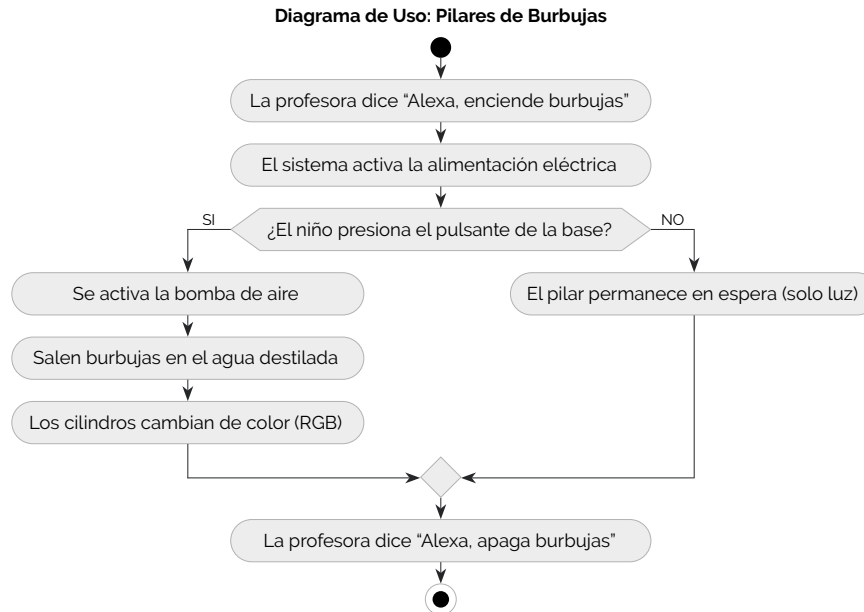 Diagrama de Uso: Pilares de Burbujas
La profesora dice “Alexa, enciende burbujas”
El sistema activa la alimentación eléctrica
¿El niño presiona el pulsante de la base?
SI
NO
Se activa la bomba de aire
Salen burbujas en el agua destilada
Los cilindros cambian de color (RGB)
El pilar permanece en espera (solo luz)
La profesora dice “Alexa, apaga burbujas”